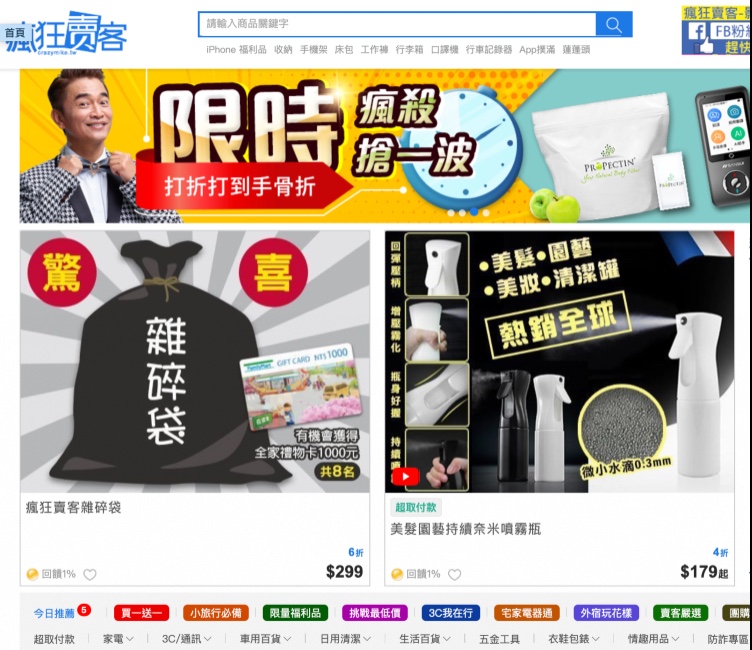 首頁
瘋狂賣客
crazymike.tw
請輸入商品關鍵字
iPhone 福利品 收納 手機架 床包 工作褲 行李箱 口譯機 行車記錄器 App撲滿 蓮蓬頭
瘋狂賣客-
FB粉
趕快
限時
瘋殺
搶一波
打折打到手骨折
PROPECTIN
Your Natural Body Filter
PROPECTIN
驚
喜
雜碎袋
FamilyMart
GIFT CARD NT$1000
有機會獲得
全家禮物卡1000元
共8名
瘋狂賣客雜碎袋
6折
回饋1%
$299
回彈壓柄
增壓霧化
瓶身好握
持續噴
•美髮•園藝
•美妝•清潔罐
熱銷全球
微小水滴0.3mm
超取付款
美髮園藝持續奈米噴霧瓶
4折
回饋1%
$179起
今日推薦 5 買一送一 小旅行必備 限量福利品 挑戰最低價 3C我在行 宅家電器通 外宿玩花樣 賣客嚴選 團購
超取付款 家電 3C/通訊 車用百貨 日用清潔 生活百貨 五金工具 衣鞋包錶 情趣用品 防詐專區